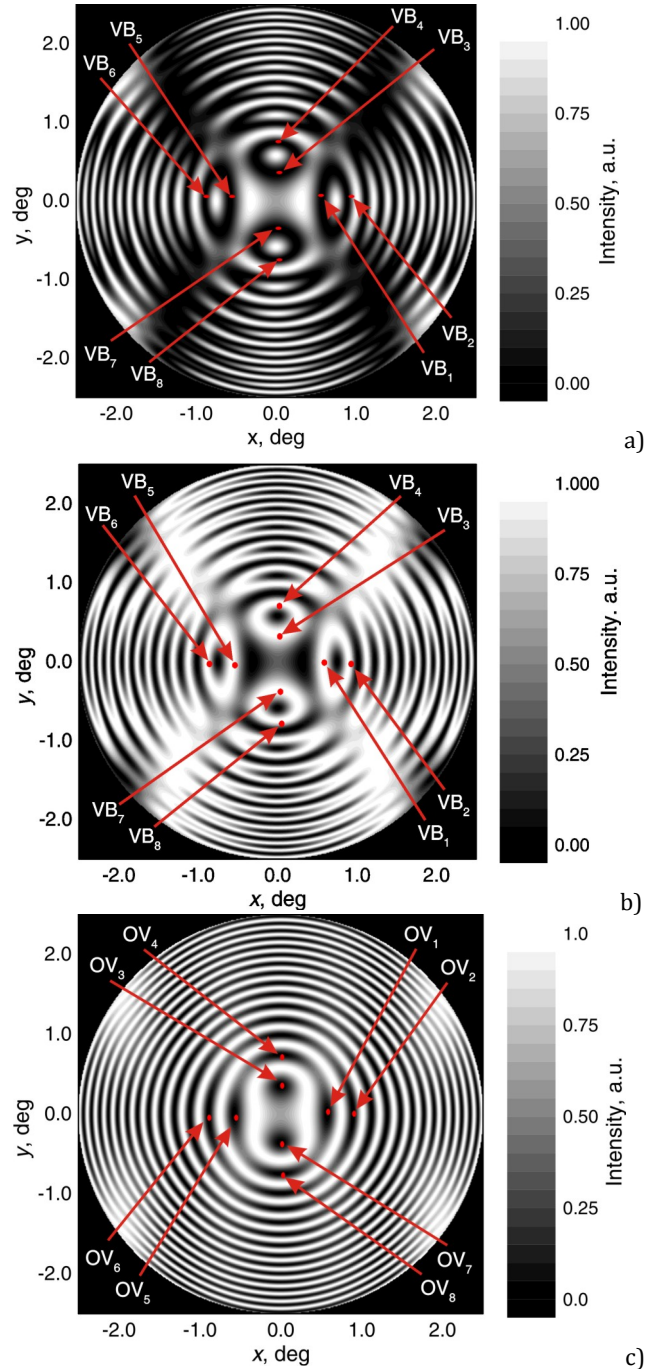 VB₅
VB₆
VB₄
VB₃
VB₇
VB₈
VB₂
VB₁
2.0
1.0
0.0
-1.0
-2.0
y, deg
-2.0 -1.0 0.0 1.0 2.0
x, deg
1.00
0.75
0.50
0.25
0.00
Intensity, a.u.
a)
VB₅
VB₆
VB₄
VB₃
VB₇
VB₈
VB₂
VB₁
2.0
1.0
0.0
-1.0
-2.0
y, deg
-2.0 -1.0 0.0 1.0 2.0
x, deg
1.000
0.75
0.50
0.25
0.00
Intensity. a.u.
b)
OV₄
OV₃
OV₁
OV₂
OV₆
OV₅
OV₇
OV₈
2.0
1.0
0.0
-1.0
-2.0
y, deg
-2.0 -1.0 0.0 1.0 2.0
x, deg
1.0
0.75
0.50
0.25
0.0
Intensity, a.u.
c)